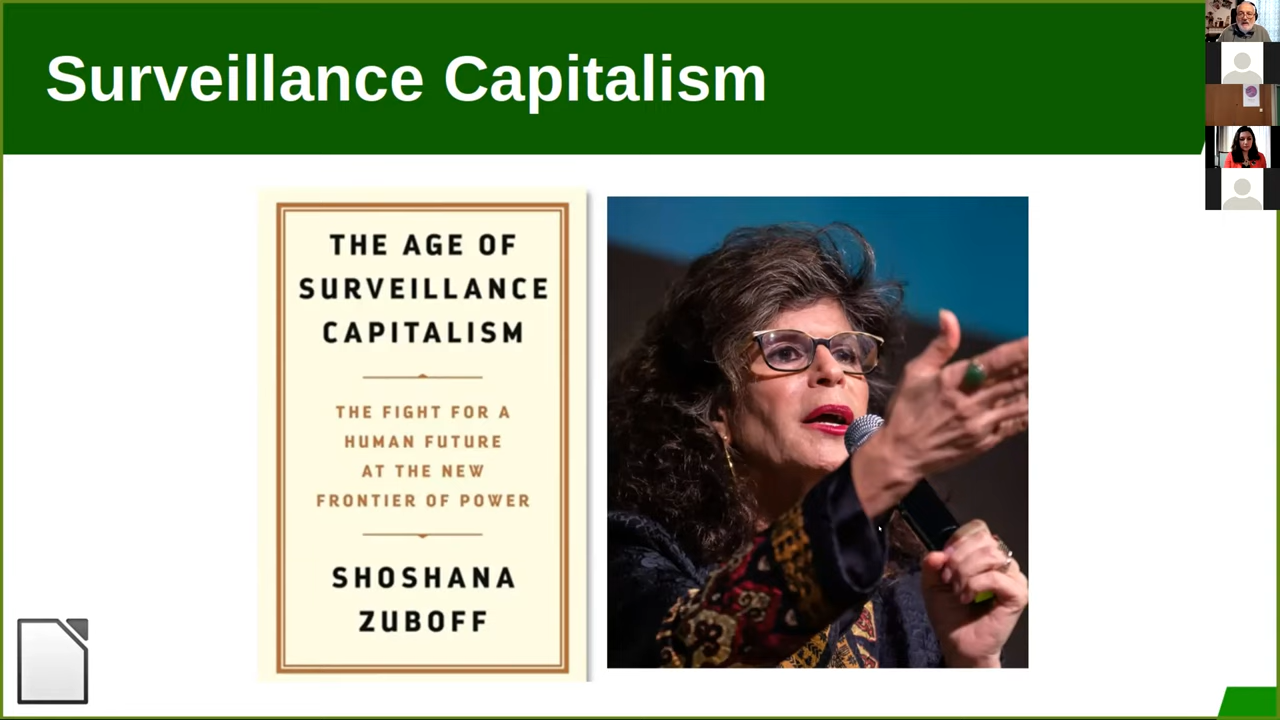 Surveillance Capitalism
THE AGE OF
SURVEILLANCE
CAPITALISM
THE FIGHT FOR A
HUMAN FUTURE
AT THE NEW
FRONTIER OF POWER
SHOSHANA
ZUBOFF